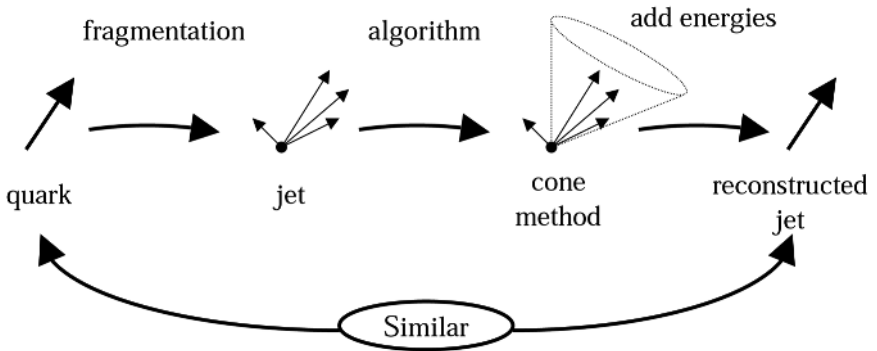 fragmentation
algorithm
add energies
quark
jet
cone
method
reconstructed
jet
Similar